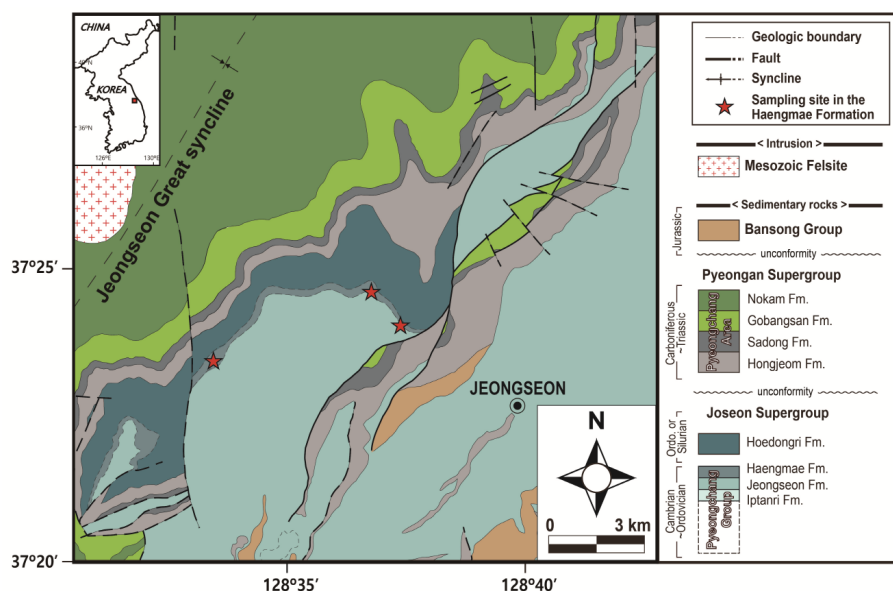 CHINA
40°N
KOREA
36°N
126°E
130°E
Jeongseon Great syncline
37°25′
37°20′
128°35′
128°40′
JEONGSEON
N
0
3 km
Geologic boundary
Fault
Syncline
Sampling site in the
Haengmae Formation
< Intrusion >
Mesozoic Felsite
< Sedimentary rocks >
Jurassic
Bansong Group
unconformity
Pyeongan Supergroup
Carboniferous
~Triassic
Pyeongchang
Area
Nokam Fm.
Gobangsan Fm.
Sadong Fm.
Hongjeom Fm.
unconformity
Joseon Supergroup
Ordo. or
Silurian
Hoedongri Fm.
Cambrian
~Ordovician
Pyeongchang
Group
Haengmae Fm.
Jeongseon Fm.
Iptanri Fm.